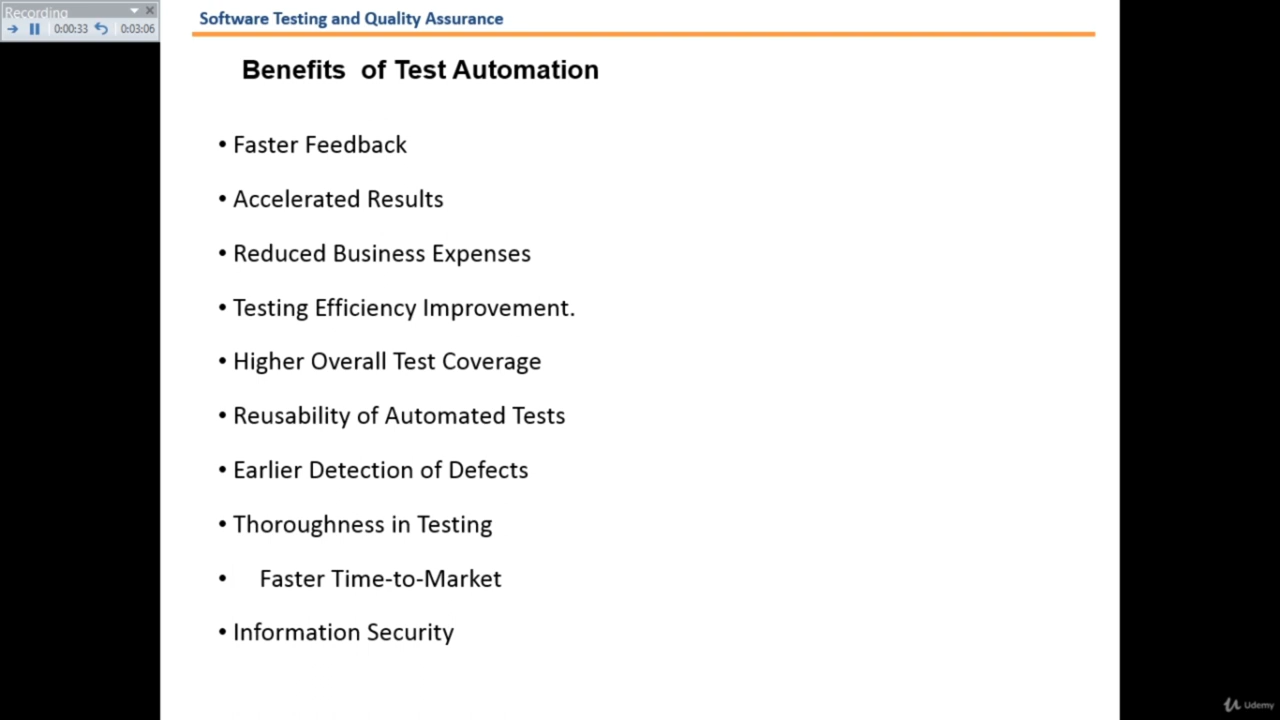 Recording
0:00:33 0:03:06
Software Testing and Quality Assurance
Benefits of Test Automation
• Faster Feedback
• Accelerated Results
• Reduced Business Expenses
• Testing Efficiency Improvement.
• Higher Overall Test Coverage
• Reusability of Automated Tests
• Earlier Detection of Defects
• Thoroughness in Testing
• Faster Time-to-Market
• Information Security
Udemy